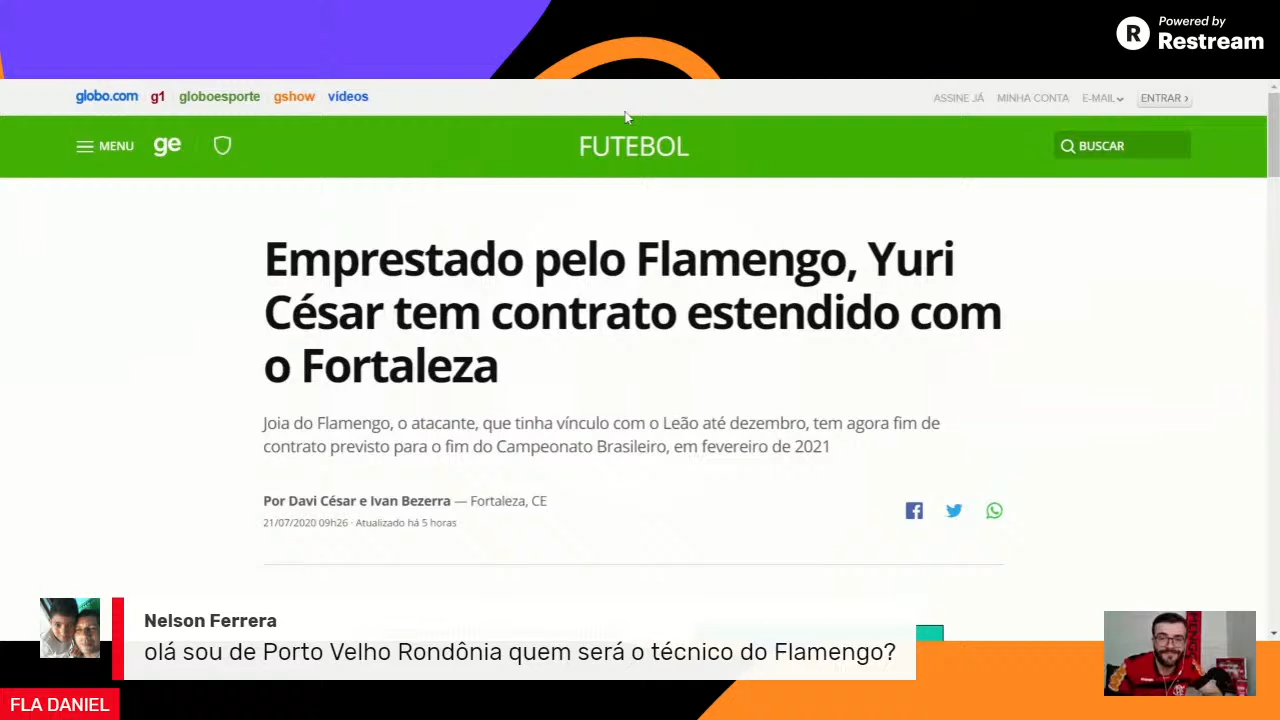 Powered by
R Restream
globo.com g1 globoesporte gshow vídeos
ASSINE JÁ MINHA CONTA E-MAIL ENTRAR
MENU ge FUTEBOL BUSCAR
Emprestado pelo Flamengo, Yuri
César tem contrato estendido com
o Fortaleza
Joia do Flamengo, o atacante, que tinha vínculo com o Leão até dezembro, tem agora fim de
contrato previsto para o fim do Campeonato Brasileiro, em fevereiro de 2021
Por Davi César e Ivan Bezerra — Fortaleza, CE
21/07/2020 09h26 · Atualizado há 5 horas
Nelson Ferrera
olá sou de Porto Velho Rondônia quem será o técnico do Flamengo?
FLA DANIEL